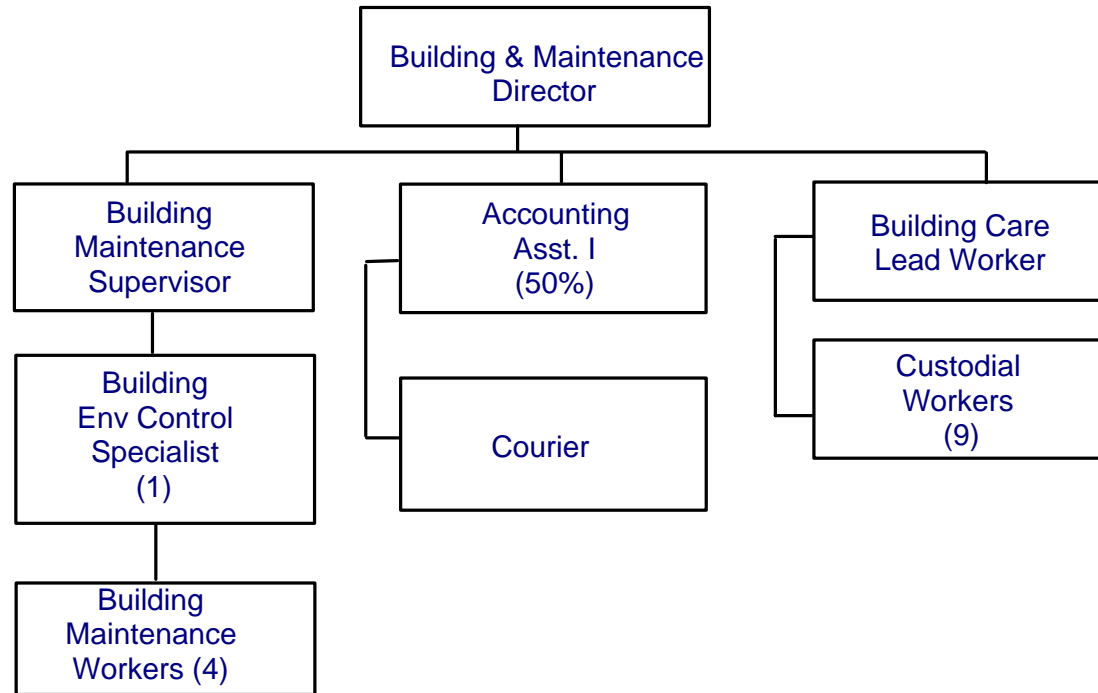 Building & Maintenance
Director
Building
Maintenance
Supervisor
Accounting
Asst. I
(50%)
Building Care
Lead Worker
Building
Env Control
Specialist
(1)
Courier
Custodial
Workers
(9)
Building
Maintenance
Workers (4)